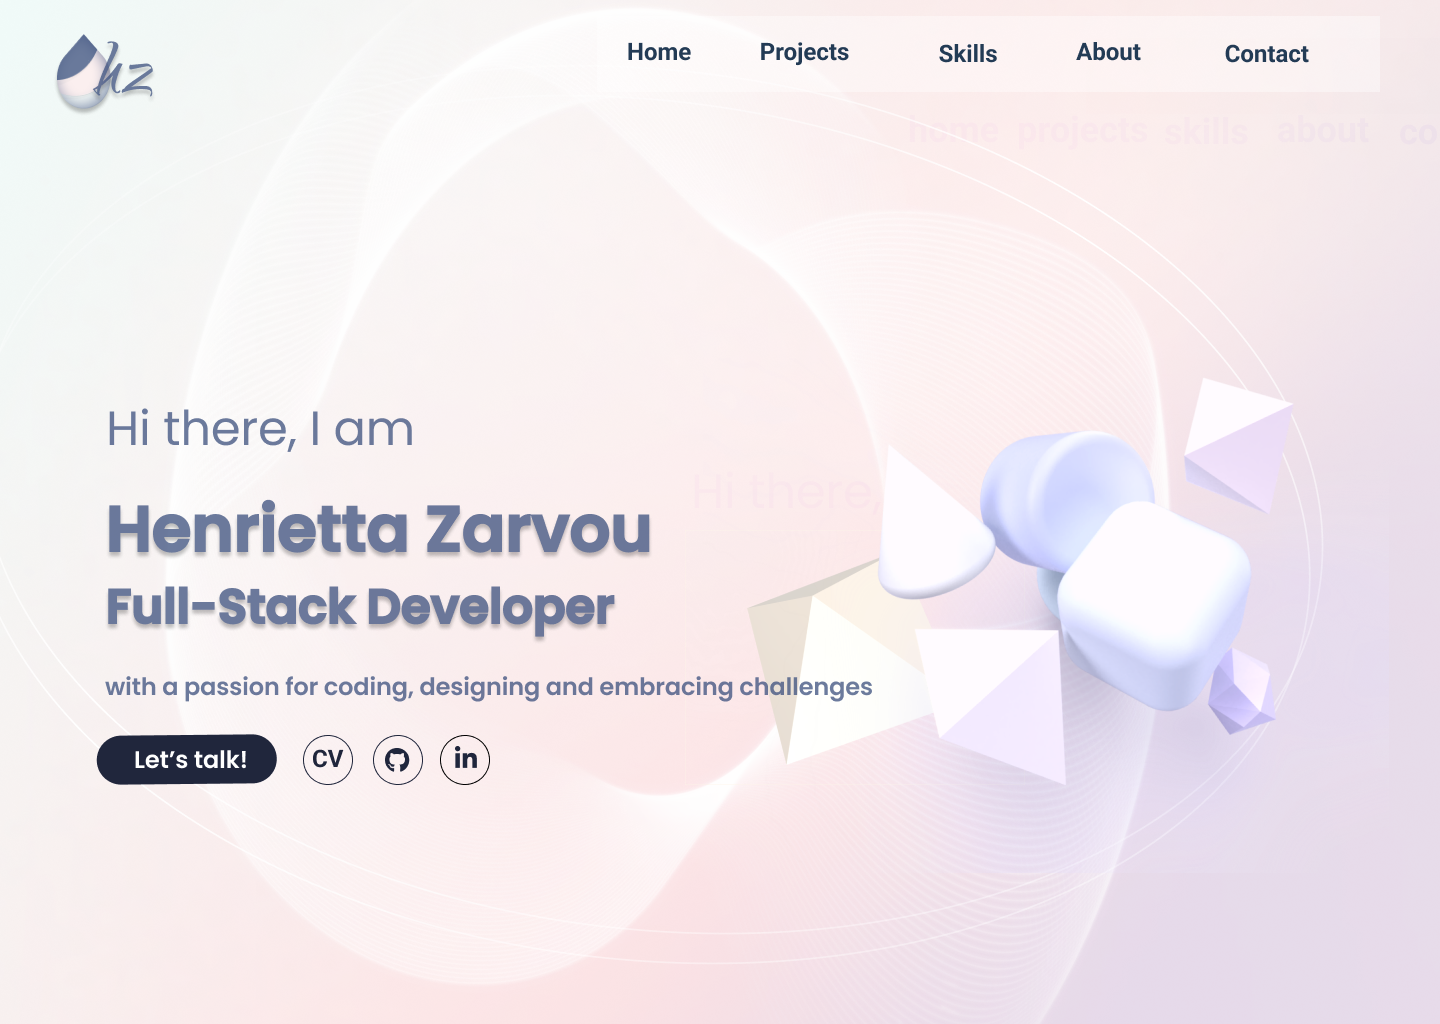 hz
Home Projects Skills About Contact
home projects skills about co
Hi there, I am
Hi there,
Henrietta Zarvou
Full-Stack Developer
with a passion for coding, designing and embracing challenges
Let's talk! CV in